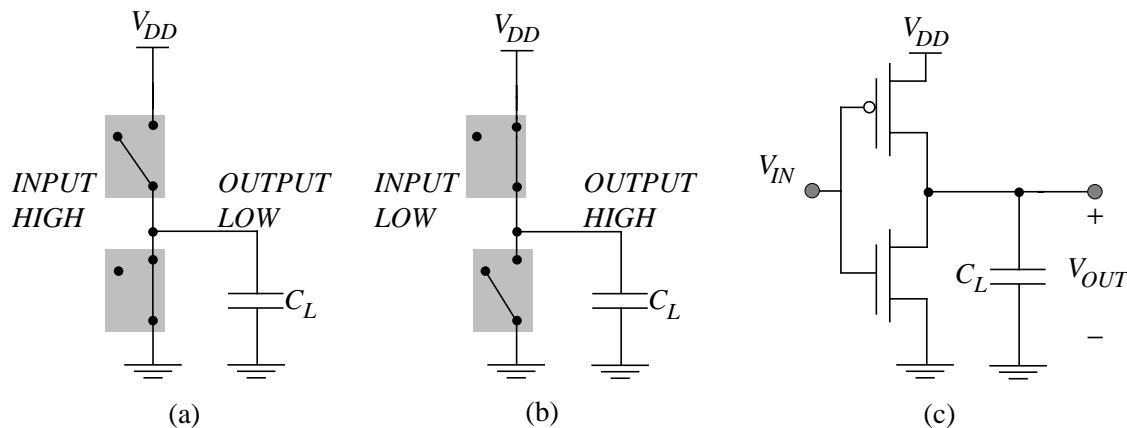 V_DD
INPUT
HIGH
OUTPUT
LOW
C_L
(a)
V_DD
INPUT
LOW
OUTPUT
HIGH
C_L
(b)
V_DD
V_IN
C_L
+
V_OUT
−
(c)